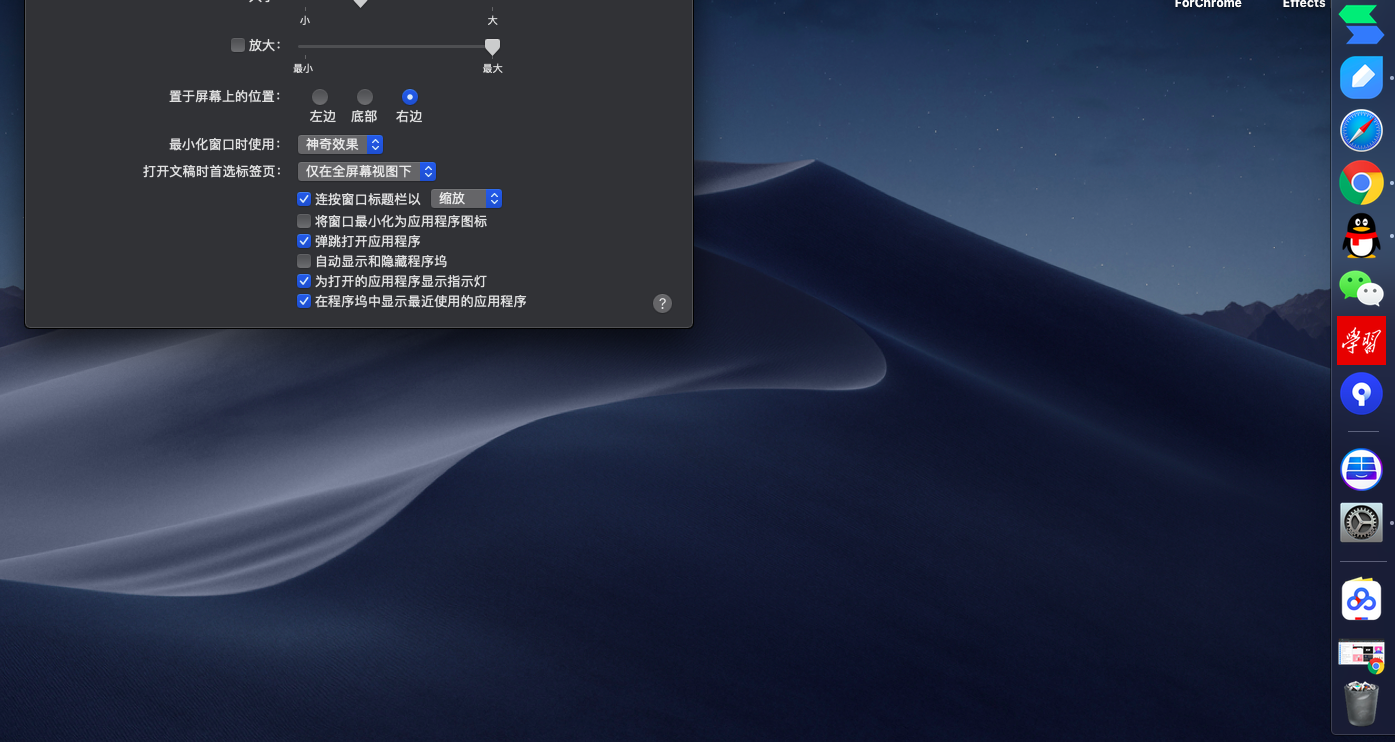 ForChrome
Effects
小
大
放大：
最小
最大
置于屏幕上的位置：
左边
底部
右边
最小化窗口时使用：
神奇效果
打开文稿时首选标签页：
仅在全屏幕视图下
连按窗口标题栏以
缩放
将窗口最小化为应用程序图标
弹跳打开应用程序
自动显示和隐藏程序坞
为打开的应用程序显示指示灯
在程序坞中显示最近使用的应用程序
?
学習